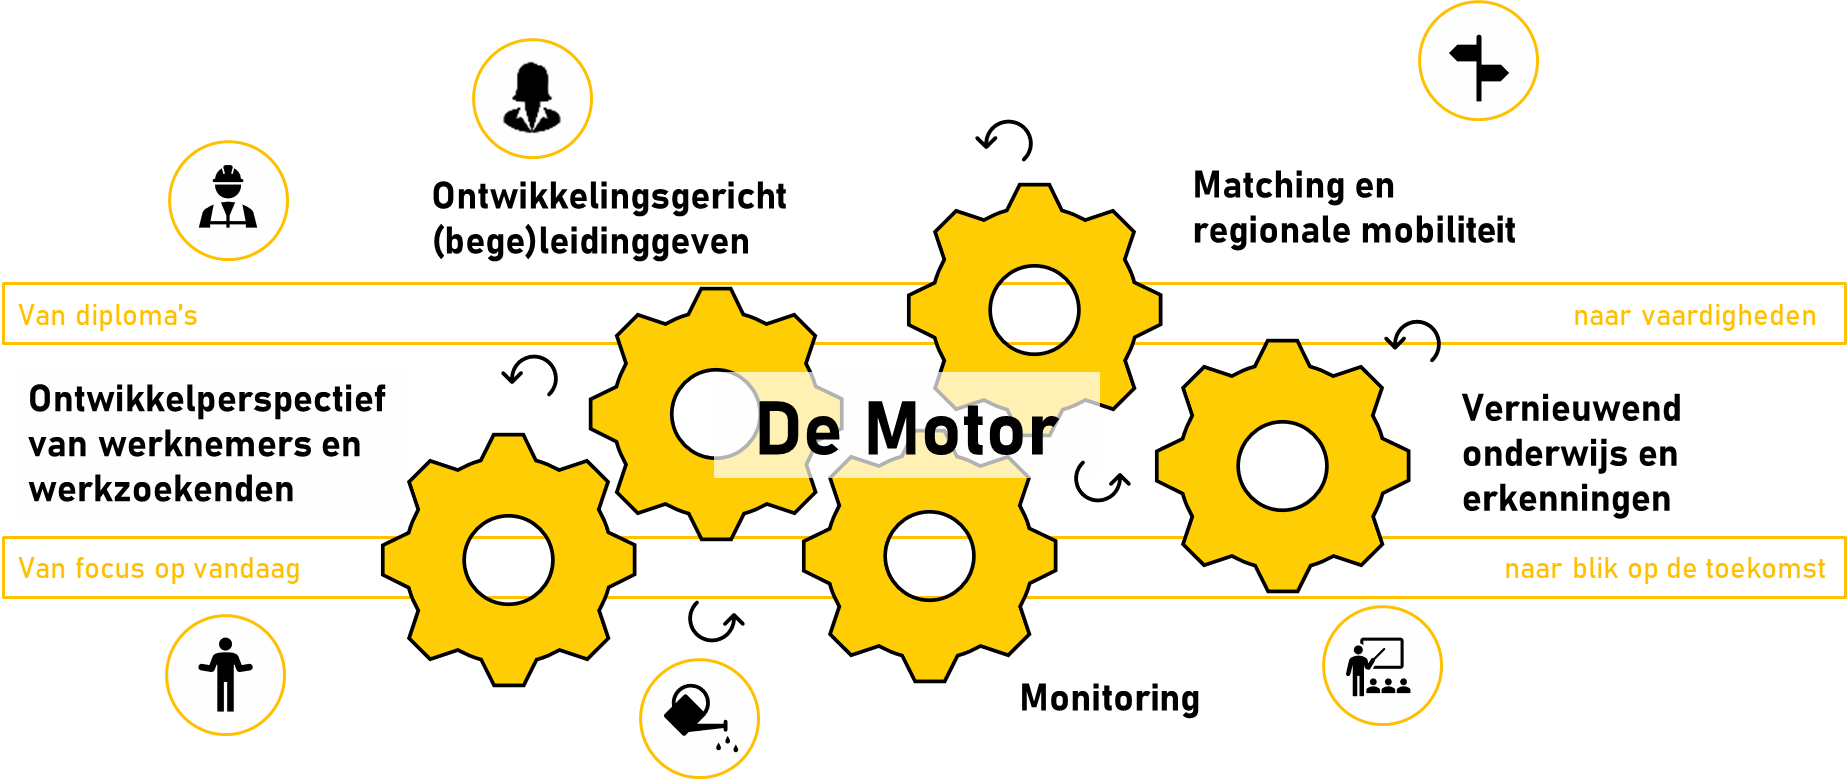 Ontwikkelingsgericht
(bege)leidinggeven
Matching en
regionale mobiliteit
Van diploma's
naar vaardigheden
Ontwikkelperspectief
van werknemers en
werkzoekenden
De Motor
Vernieuwend
onderwijs en
erkenningen
Van focus op vandaag
naar blik op de toekomst
Monitoring